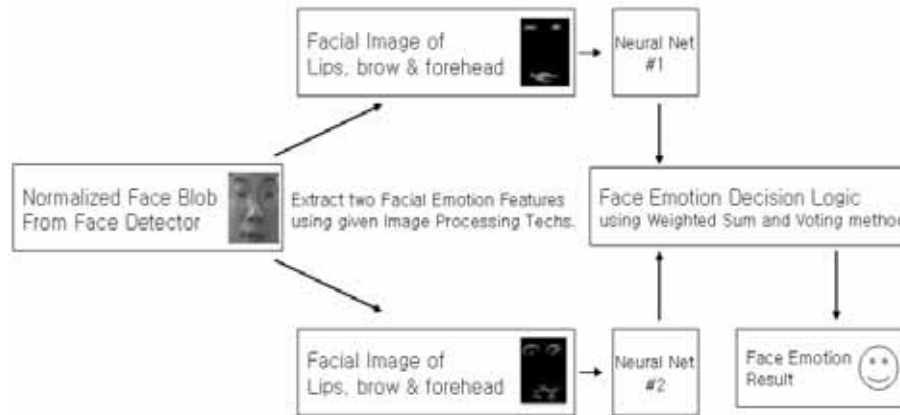 Facial Image of
Lips, brow & forehead
Neural Net
#1
Normalized Face Blob
From Face Detector
Extract two Facial Emotion Features
using given Image Processing Techs.
Face Emotion Decision Logic
using Weighted Sum and Voting method
Facial Image of
Lips, brow & forehead
Neural Net
#2
Face Emotion
Result